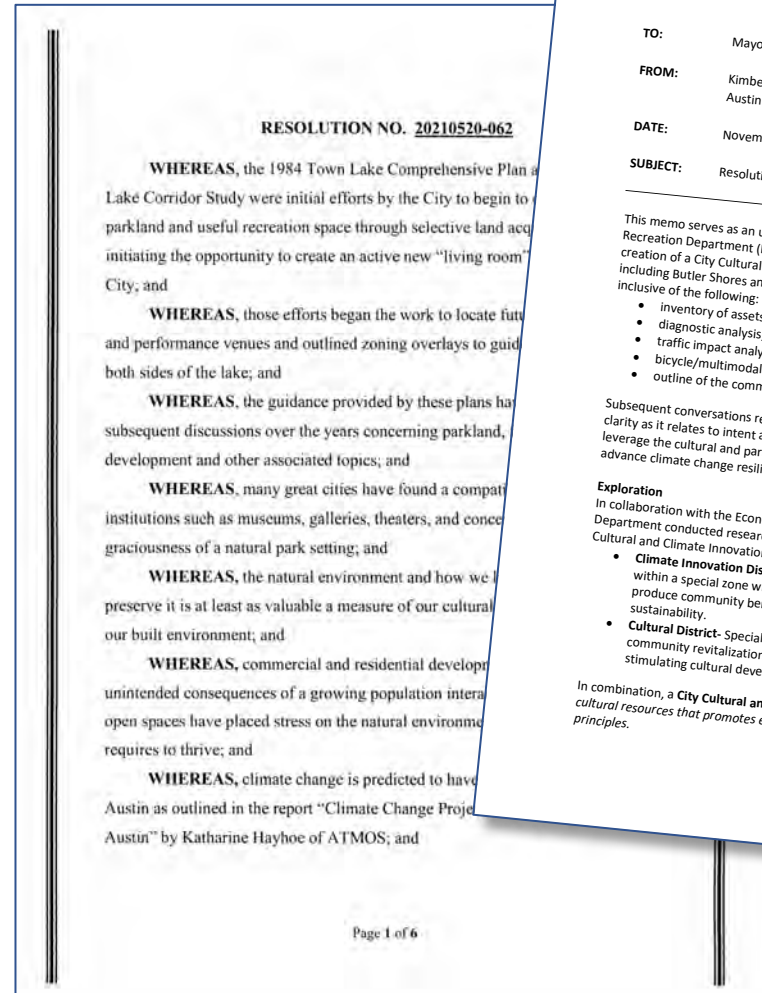 RESOLUTION NO. 20210520-062
WHEREAS, the 1984 Town Lake Comprehensive Plan a
Lake Corridor Study were initial efforts by the City to begin to
parkland and useful recreation space through selective land acq
initiating the opportunity to create an active new “living room”
City; and
WHEREAS, those efforts began the work to locate futu
and performance venues and outlined zoning overlays to guid
both sides of the lake; and
WHEREAS, the guidance provided by these plans ha
subsequent discussions over the years concerning parkland,
development and other associated topics; and
WHEREAS, many great cities have found a compati
institutions such as museums, galleries, theaters, and conce
graciousness of a natural park setting; and
WHEREAS, the natural environment and how we
preserve it is at least as valuable a measure of our cultural
our built environment; and
WHEREAS, commercial and residential developm
unintended consequences of a growing population intera
open spaces have placed stress on the natural environme
requires to thrive; and
WHEREAS, climate change is predicted to have
Austin as outlined in the report “Climate Change Proje
Austin” by Katharine Hayhoe of ATMOS; and
Page 1 of 6
TO: Mayo
FROM: Kimbe
Austin
DATE: Novem
SUBJECT: Resoluti
This memo serves as an u
Recreation Department (
creation of a City Cultural
including Butler Shores an
inclusive of the following:
• inventory of assets
• diagnostic analysis,
• traffic impact analy
• bicycle/multimodal
• outline of the comm
Subsequent conversations re
clarity as it relates to intent a
leverage the cultural and par
advance climate change resili
Exploration
In collaboration with the Econ
Department conducted resear
Cultural and Climate Innovatio
• Climate Innovation Dis
within a special zone w
produce community be
sustainability.
• Cultural District- Special
community revitalization
stimulating cultural deve
In combination, a City Cultural an
cultural resources that promotes e
principles.